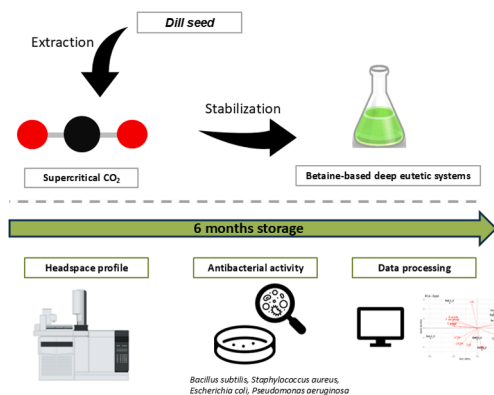 Dill seed
Extraction
Stabilization
Supercritical CO₂
Betaine-based deep eutetic systems
6 months storage
Headspace profile
Antibacterial activity
Data processing
Bacillus subtilis, Staphylococcus aureus,
Escherichia coli, Pseudomonas aeruginosa